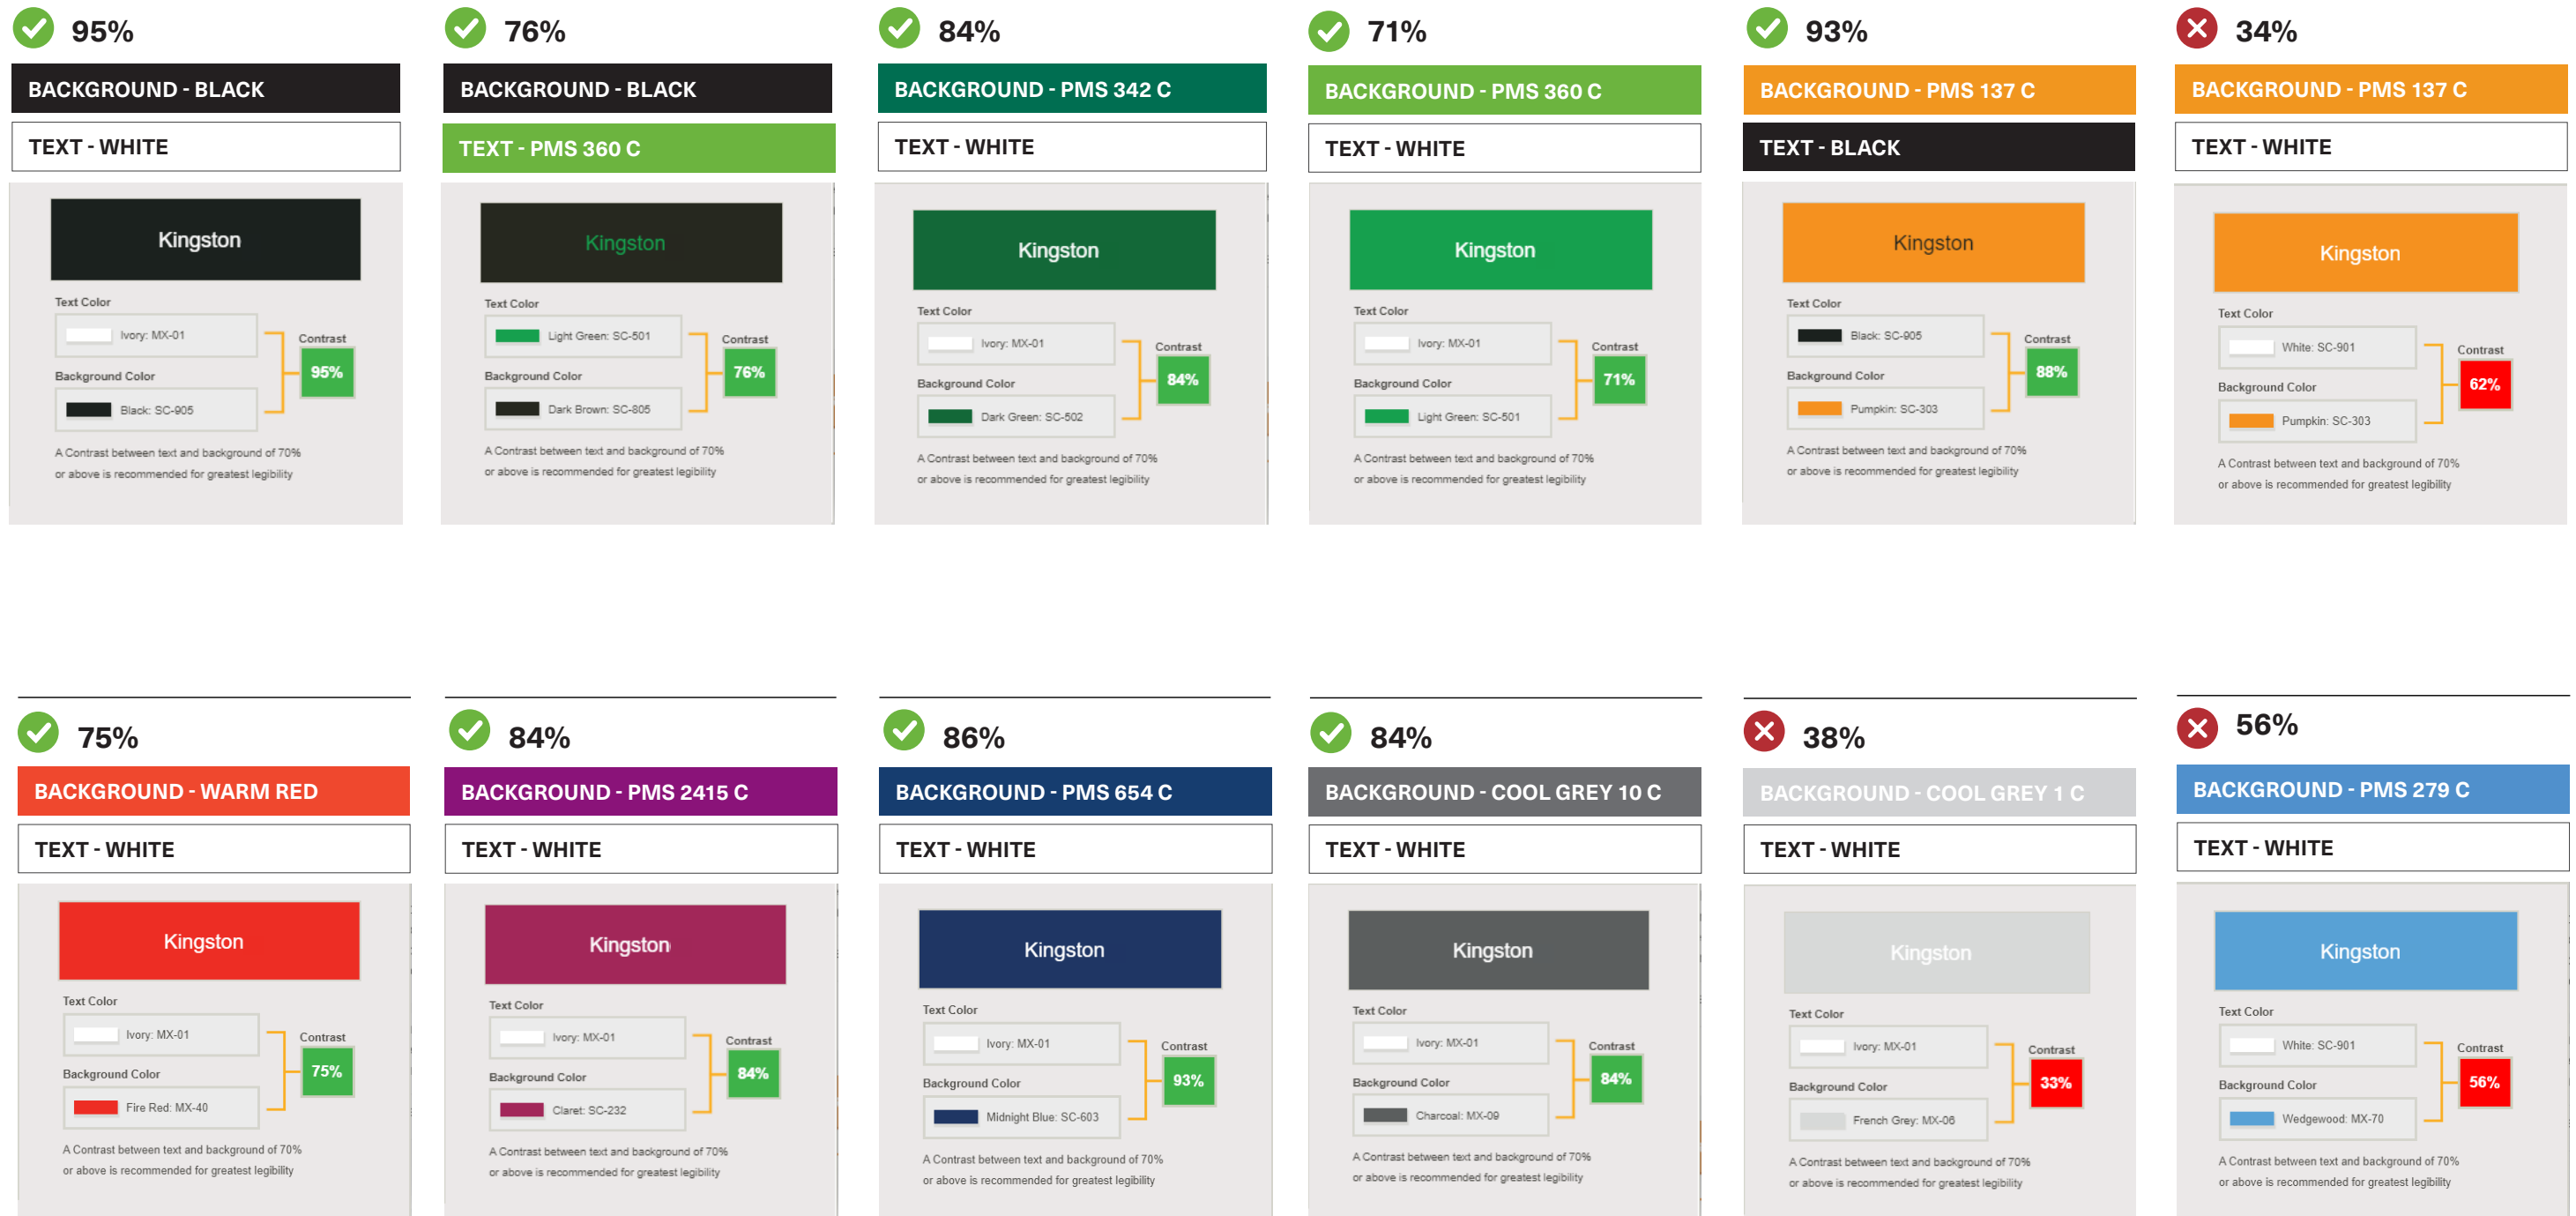 95%
BACKGROUND - BLACK
TEXT - WHITE
Kingston
Text Color
Ivory: MX-01
Contrast
95%
Background Color
Black: SC-905
A Contrast between text and background of 70%
or above is recommended for greatest legibility
76%
BACKGROUND - BLACK
TEXT - PMS 360 C
Kingston
Text Color
Light Green: SC-501
Contrast
76%
Background Color
Dark Brown: SC-805
A Contrast between text and background of 70%
or above is recommended for greatest legibility
84%
BACKGROUND - PMS 342 C
TEXT - WHITE
Kingston
Text Color
Ivory: MX-01
Contrast
84%
Background Color
Dark Green: SC-502
A Contrast between text and background of 70%
or above is recommended for greatest legibility
71%
BACKGROUND - PMS 360 C
TEXT - WHITE
Kingston
Text Color
Ivory: MX-01
Contrast
71%
Background Color
Light Green: SC-501
A Contrast between text and background of 70%
or above is recommended for greatest legibility
93%
BACKGROUND - PMS 137 C
TEXT - BLACK
Kingston
Text Color
Black: SC-905
Contrast
88%
Background Color
Pumpkin: SC-303
A Contrast between text and background of 70%
or above is recommended for greatest legibility
34%
BACKGROUND - PMS 137 C
TEXT - WHITE
Kingston
Text Color
White: SC-901
Contrast
62%
Background Color
Pumpkin: SC-303
A Contrast between text and background of 70%
or above is recommended for greatest legibility
75%
BACKGROUND - WARM RED
TEXT - WHITE
Kingston
Text Color
Ivory: MX-01
Contrast
75%
Background Color
Fire Red: MX-40
A Contrast between text and background of 70%
or above is recommended for greatest legibility
84%
BACKGROUND - PMS 2415 C
TEXT - WHITE
Kingston
Text Color
Ivory: MX-01
Contrast
84%
Background Color
Claret: SC-232
A Contrast between text and background of 70%
or above is recommended for greatest legibility
86%
BACKGROUND - PMS 654 C
TEXT - WHITE
Kingston
Text Color
Ivory: MX-01
Contrast
93%
Background Color
Midnight Blue: SC-603
A Contrast between text and background of 70%
or above is recommended for greatest legibility
84%
BACKGROUND - COOL GREY 10 C
TEXT - WHITE
Kingston
Text Color
Ivory: MX-01
Contrast
84%
Background Color
Charcoal: MX-09
A Contrast between text and background of 70%
or above is recommended for greatest legibility
38%
BACKGROUND - COOL GREY 1 C
TEXT - WHITE
Kingston
Text Color
Ivory: MX-01
Contrast
33%
Background Color
French Grey: MX-06
A Contrast between text and background of 70%
or above is recommended for greatest legibility
56%
BACKGROUND - PMS 279 C
TEXT - WHITE
Kingston
Text Color
White: SC-901
Contrast
56%
Background Color
Wedgewood: MX-70
A Contrast between text and background of 70%
or above is recommended for greatest legibility